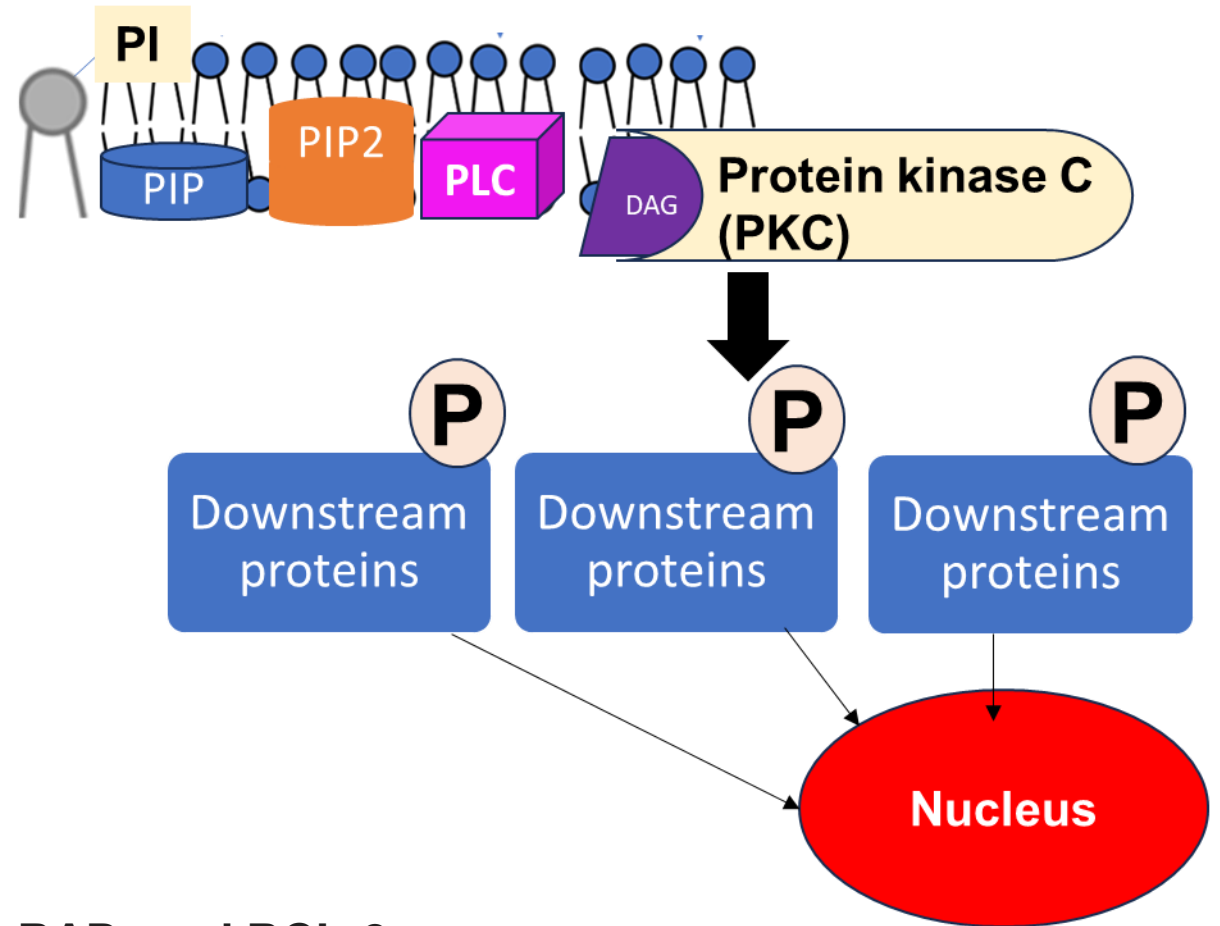 PI
PIP2
PIP
PLC
DAG
Protein kinase C
(PKC)
P
P
P
Downstream
proteins
Downstream
proteins
Downstream
proteins
Nucleus